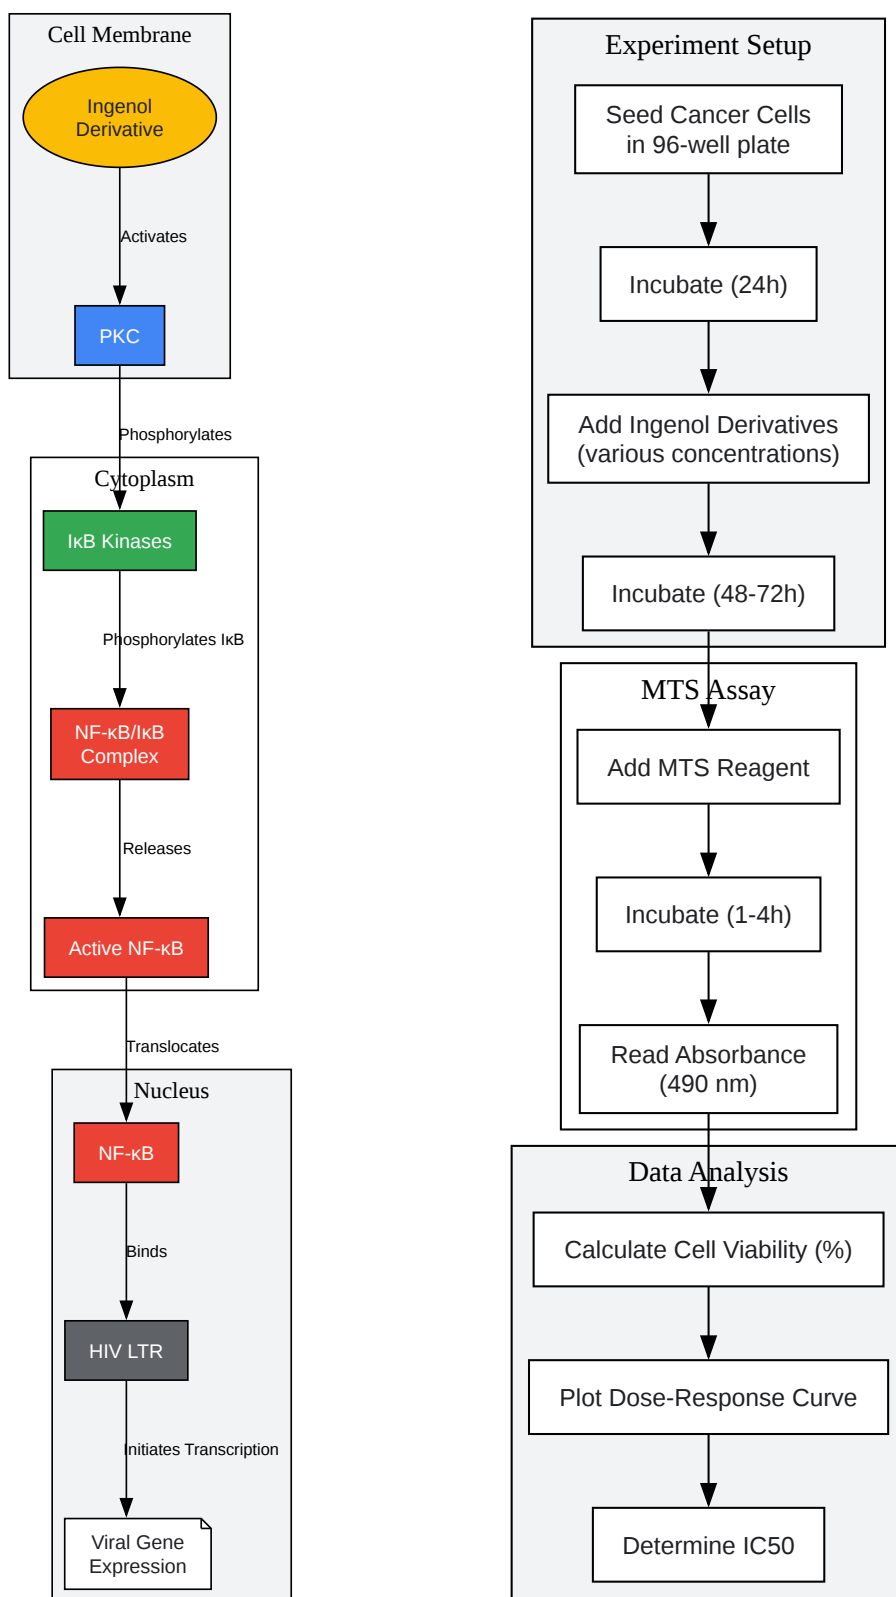 Cell Membrane
Ingenol
Derivative
Activates
PKC
Phosphorylates
Cytoplasm
IκB Kinases
Phosphorylates IκB
NF-κB/IκB
Complex
Releases
Active NF-κB
Translocates
Nucleus
NF-κB
Binds
HIV LTR
Initiates Transcription
Viral Gene
Expression
Experiment Setup
Seed Cancer Cells
in 96-well plate
Incubate (24h)
Add Ingenol Derivatives
(various concentrations)
Incubate (48-72h)
MTS Assay
Add MTS Reagent
Incubate (1-4h)
Read Absorbance
(490 nm)
Data Analysis
Calculate Cell Viability (%)
Plot Dose-Response Curve
Determine IC50